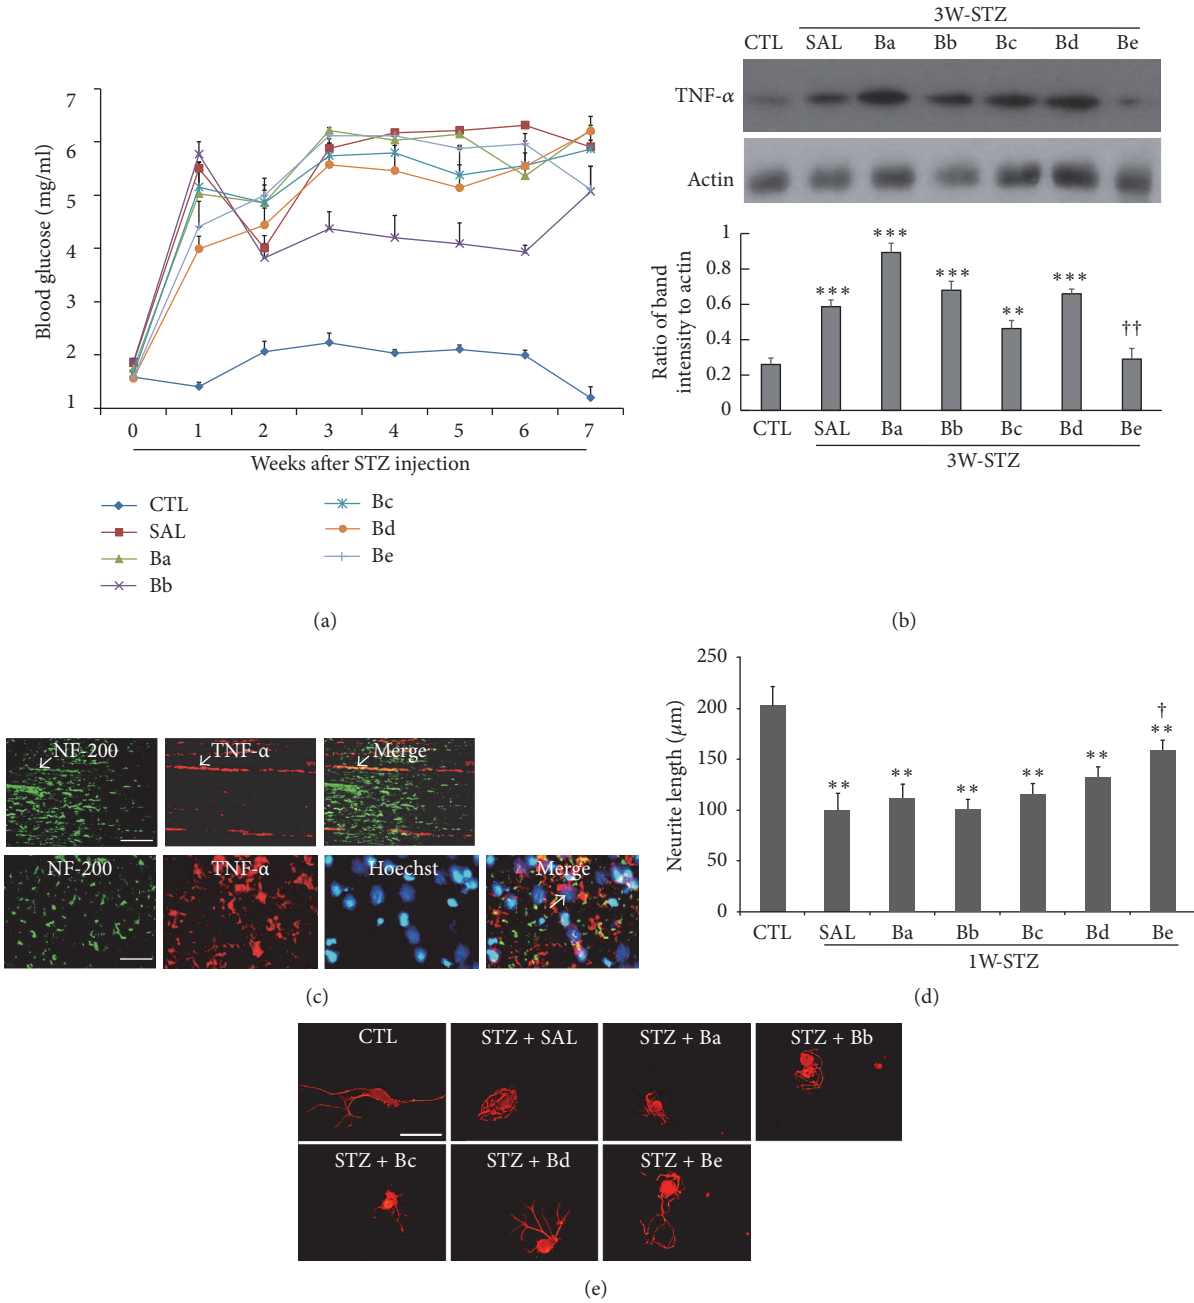 7
6
5
4
3
2
1
Blood glucose (mg/ml)
0 1 2 3 4 5 6 7
Weeks after STZ injection
CTL
SAL
Ba
Bb
Bc
Bd
Be
(a)
3W-STZ
CTL SAL Ba Bb Bc Bd Be
TNF-α
Actin
1
0.8
0.6
0.4
0.2
0
Ratio of band
intensity to actin
*** *** *** ** *** ††
CTL SAL Ba Bb Bc Bd Be
3W-STZ
(b)
NF-200 TNF-α Merge
NF-200 TNF-α Hoechst Merge
(c)
250
200
150
100
50
0
Neurite length (μm)
†
** ** ** ** ** **
CTL SAL Ba Bb Bc Bd Be
1W-STZ
(d)
CTL STZ + SAL STZ + Ba STZ + Bb
STZ + Bc STZ + Bd STZ + Be
(e)